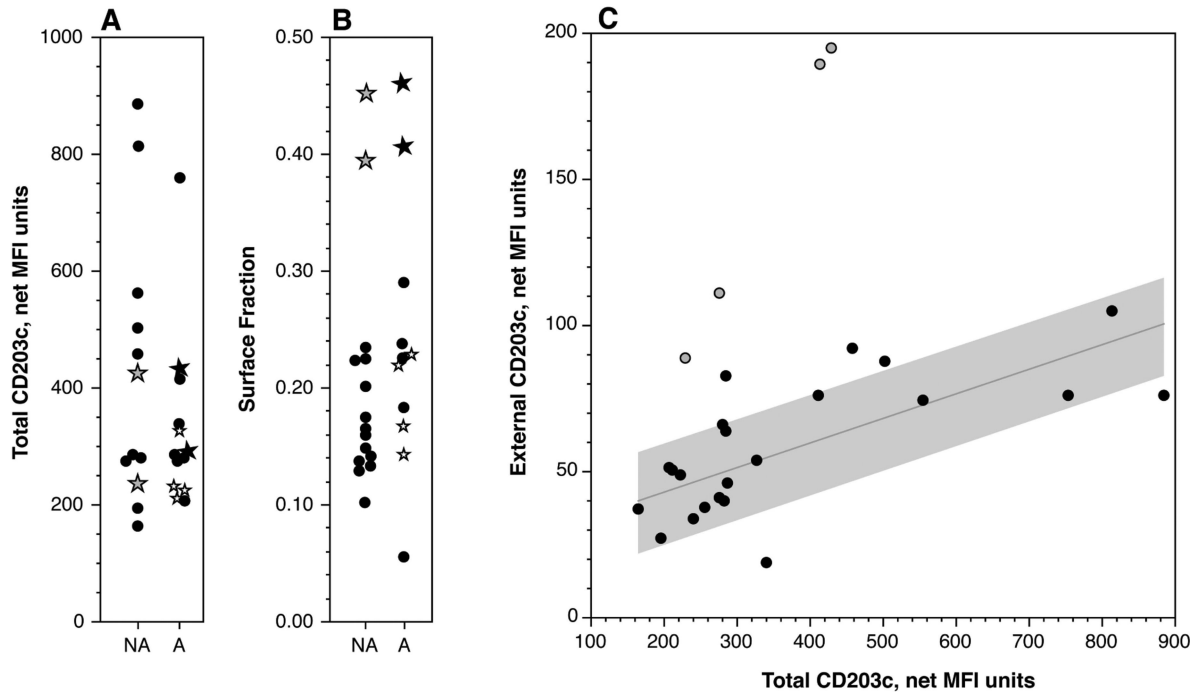 A
Total CD203c, net MFI units
1000
800
600
400
200
0
NA A
B
Surface Fraction
0.50
0.40
0.30
0.20
0.10
0.00
NA A
C
External CD203c, net MFI units
200
150
100
50
0
100 200 300 400 500 600 700 800 900
Total CD203c, net MFI units